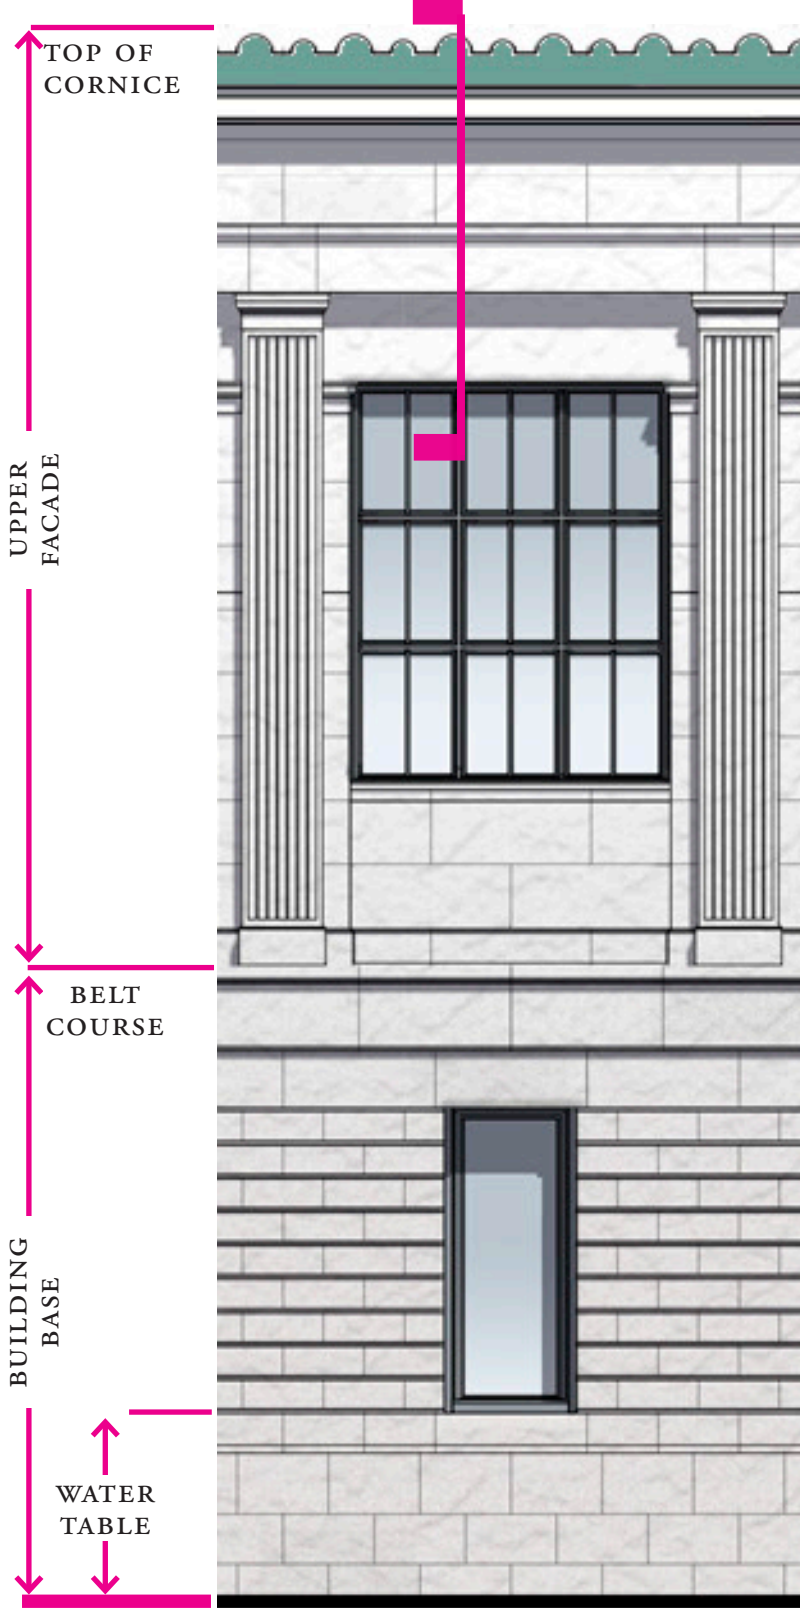 TOP OF
CORNICE
UPPER
FACADE
BELT
COURSE
BUILDING
BASE
WATER
TABLE